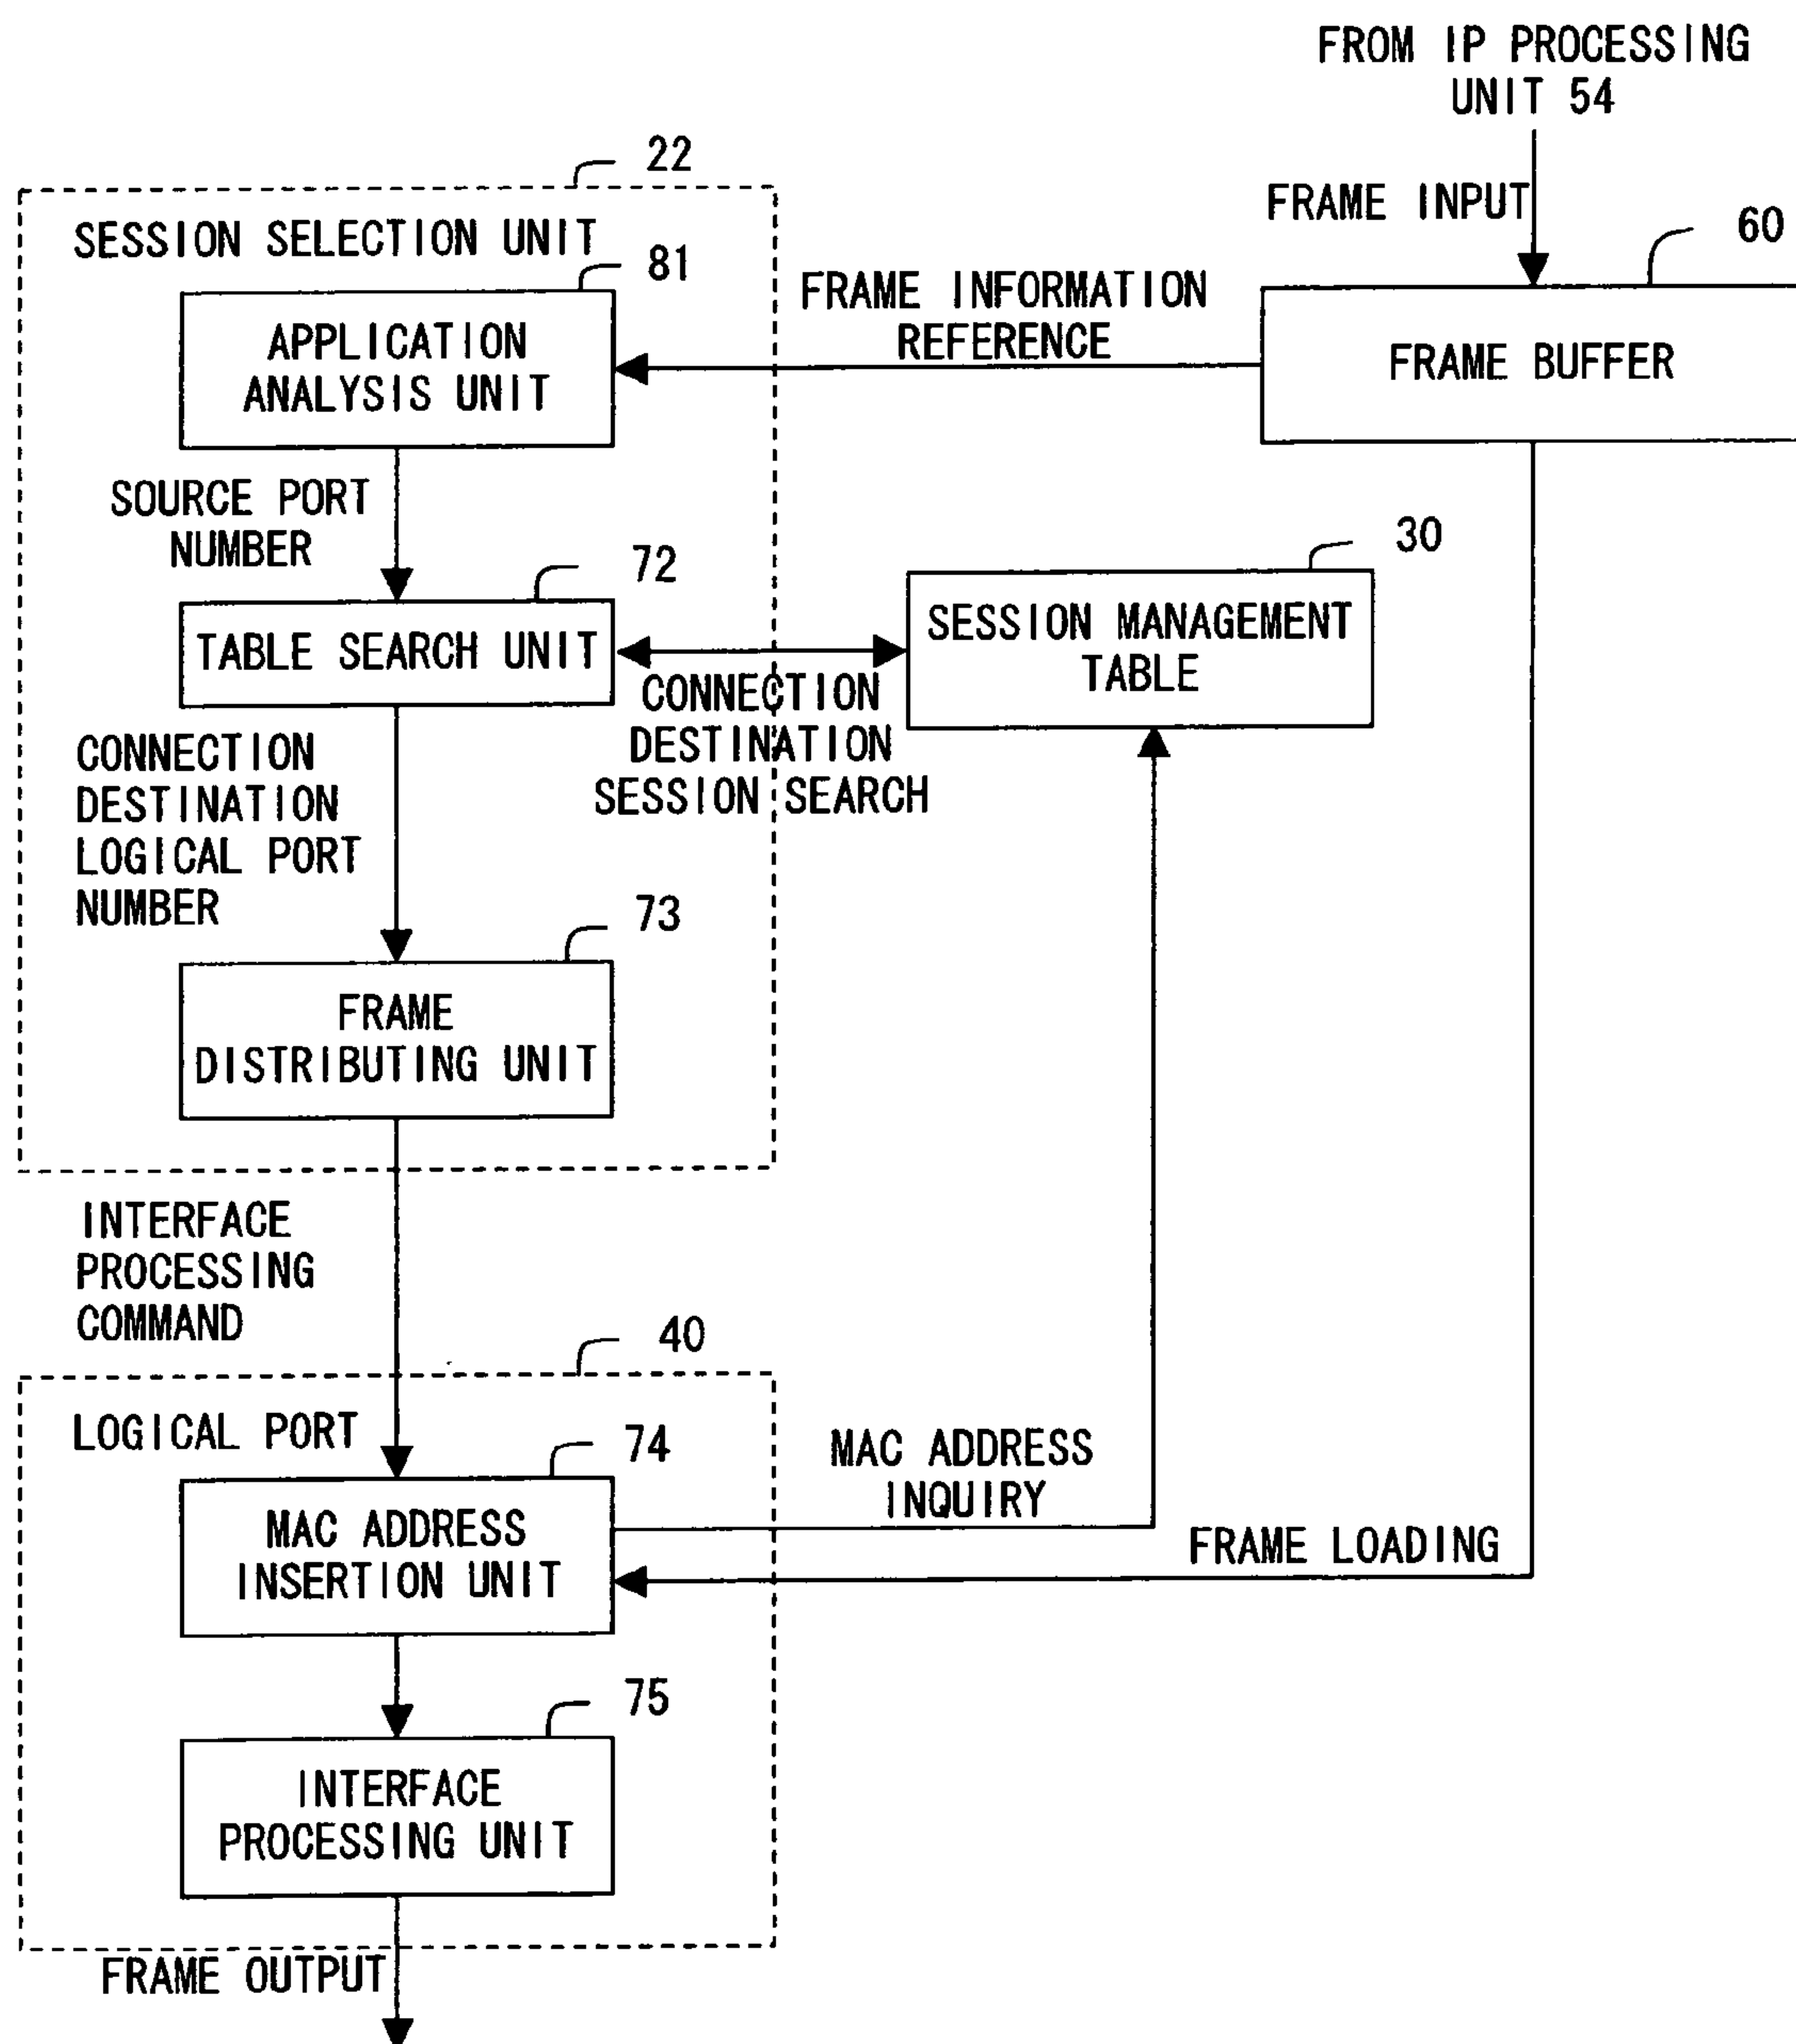 FROM IP PROCESSING
UNIT 54
FRAME INPUT
60
FRAME BUFFER
22
SESSION SELECTION UNIT
81
APPLICATION
ANALYSIS UNIT
FRAME INFORMATION
REFERENCE
SOURCE PORT
NUMBER
72
TABLE SEARCH UNIT
30
SESSION MANAGEMENT
TABLE
CONNECTION
DESTINATION
SESSION SEARCH
CONNECTION
DESTINATION
LOGICAL PORT
NUMBER
73
FRAME
DISTRIBUTING UNIT
INTERFACE
PROCESSING
COMMAND
40
LOGICAL PORT
74
MAC ADDRESS
INSERTION UNIT
MAC ADDRESS
INQUIRY
FRAME LOADING
75
INTERFACE
PROCESSING UNIT
FRAME OUTPUT